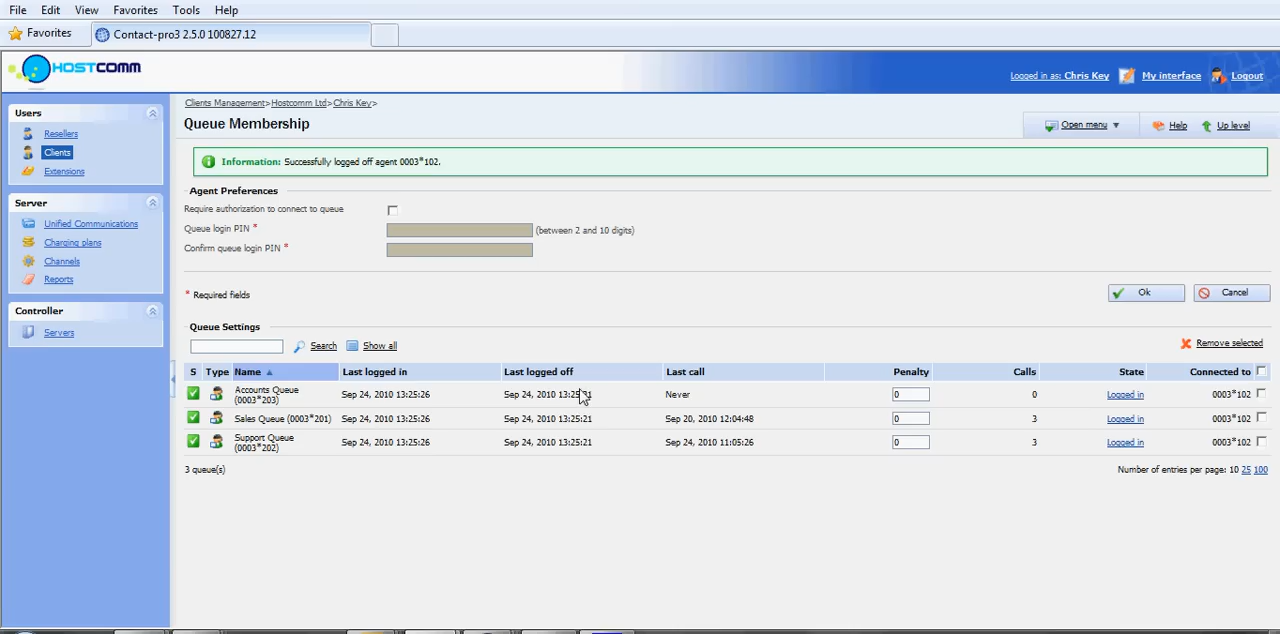 File Edit View Favorites Tools Help
Favorites Contact-pro3 2.5.0 100827.12
HOSTCOMM
Logged in as: Chris Key My interface Logout
Users
Resellers
Clients
Extensions
Server
Unified Communications
Charging plans
Channels
Reports
Controller
Servers
Clients Management> Hostcomm Ltd> Chris Key>
Queue Membership
Open menu Help Up level
Information: Successfully logged off agent 0003*102.
Agent Preferences
Require authorization to connect to queue
Queue login PIN * (between 2 and 10 digits)
Confirm queue login PIN *
* Required fields
Ok Cancel
Queue Settings
Search Show all Remove selected
S Type Name Last logged in Last logged off Last call Penalty Calls State Connected to
Accounts Queue (0003*203) Sep 24, 2010 13:25:26 Sep 24, 2010 13:25:21 Never 0 0 Logged in 0003*102
Sales Queue (0003*201) Sep 24, 2010 13:25:26 Sep 24, 2010 13:25:21 Sep 20, 2010 12:04:48 0 3 Logged in 0003*102
Support Queue (0003*202) Sep 24, 2010 13:25:26 Sep 24, 2010 13:25:21 Sep 24, 2010 11:05:26 0 3 Logged in 0003*102
3 queue(s) Number of entries per page: 10 25 100